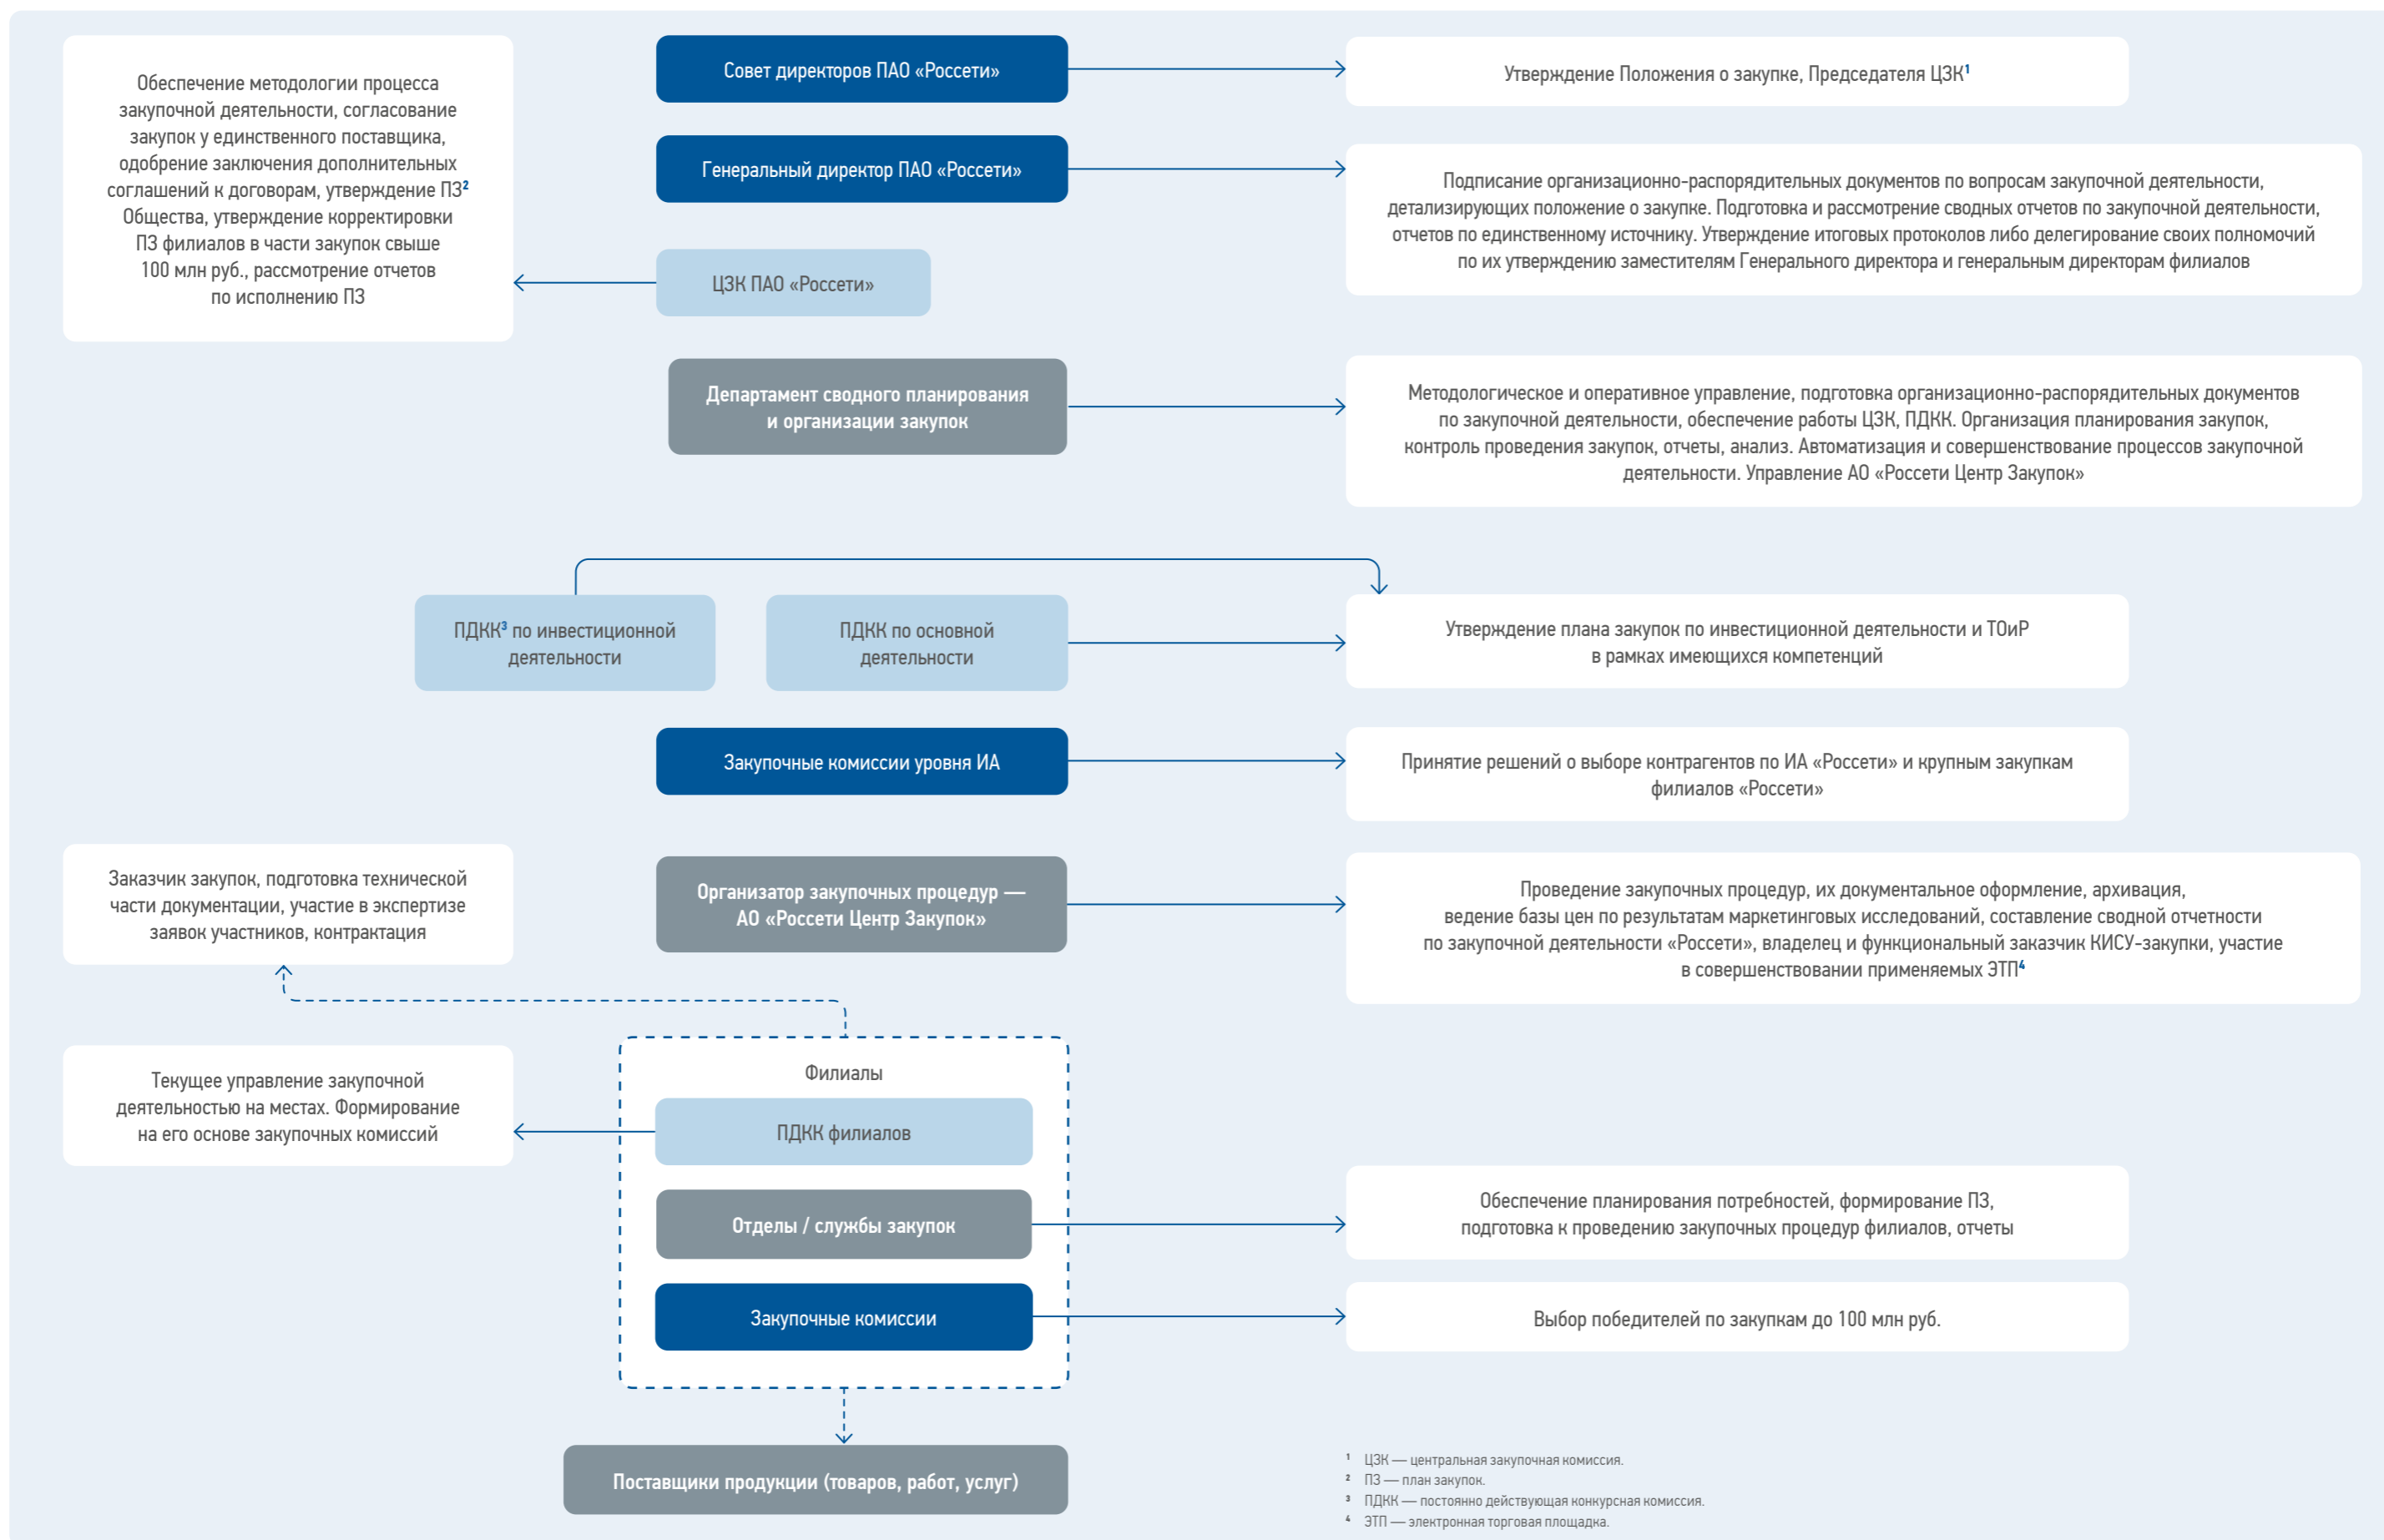 Обеспечение методологии процесса
закупочной деятельности, согласование
закупок у единственного поставщика,
одобрение заключения дополнительных
соглашений к договорам, утверждение ПЗ²
Общества, утверждение корректировки
ПЗ филиалов в части закупок свыше
100 млн руб., рассмотрение отчетов
по исполнению ПЗ
Совет директоров ПАО «Россети»
Утверждение Положения о закупке, Председателя ЦЗК¹
Генеральный директор ПАО «Россети»
Подписание организационно-распорядительных документов по вопросам закупочной деятельности,
детализирующих положение о закупке. Подготовка и рассмотрение сводных отчетов по закупочной деятельности,
отчетов по единственному источнику. Утверждение итоговых протоколов либо делегирование своих полномочий
по их утверждению заместителям Генерального директора и генеральным директорам филиалов
ЦЗК ПАО «Россети»
Департамент сводного планирования
и организации закупок
Методологическое и оперативное управление, подготовка организационно-распорядительных документов
по закупочной деятельности, обеспечение работы ЦЗК, ПДКК. Организация планирования закупок,
контроль проведения закупок, отчеты, анализ. Автоматизация и совершенствование процессов закупочной
деятельности. Управление АО «Россети Центр Закупок»
ПДКК³ по инвестиционной
деятельности
ПДКК по основной
деятельности
Утверждение плана закупок по инвестиционной деятельности и ТОиР
в рамках имеющихся компетенций
Закупочные комиссии уровня ИА
Принятие решений о выборе контрагентов по ИА «Россети» и крупным закупкам
филиалов «Россети»
Заказчик закупок, подготовка технической
части документации, участие в экспертизе
заявок участников, контрактация
Организатор закупочных процедур —
АО «Россети Центр Закупок»
Проведение закупочных процедур, их документальное оформление, архивация,
ведение базы цен по результатам маркетинговых исследований, составление сводной отчетности
по закупочной деятельности «Россети», владелец и функциональный заказчик КИСУ-закупки, участие
в совершенствовании применяемых ЭТП⁴
Филиалы
Текущее управление закупочной
деятельностью на местах. Формирование
на его основе закупочных комиссий
ПДКК филиалов
Отделы / службы закупок
Обеспечение планирования потребностей, формирование ПЗ,
подготовка к проведению закупочных процедур филиалов, отчеты
Закупочные комиссии
Выбор победителей по закупкам до 100 млн руб.
Поставщики продукции (товаров, работ, услуг)
¹ ЦЗК — центральная закупочная комиссия.
² ПЗ — план закупок.
³ ПДКК — постоянно действующая конкурсная комиссия.
⁴ ЭТП — электронная торговая площадка.